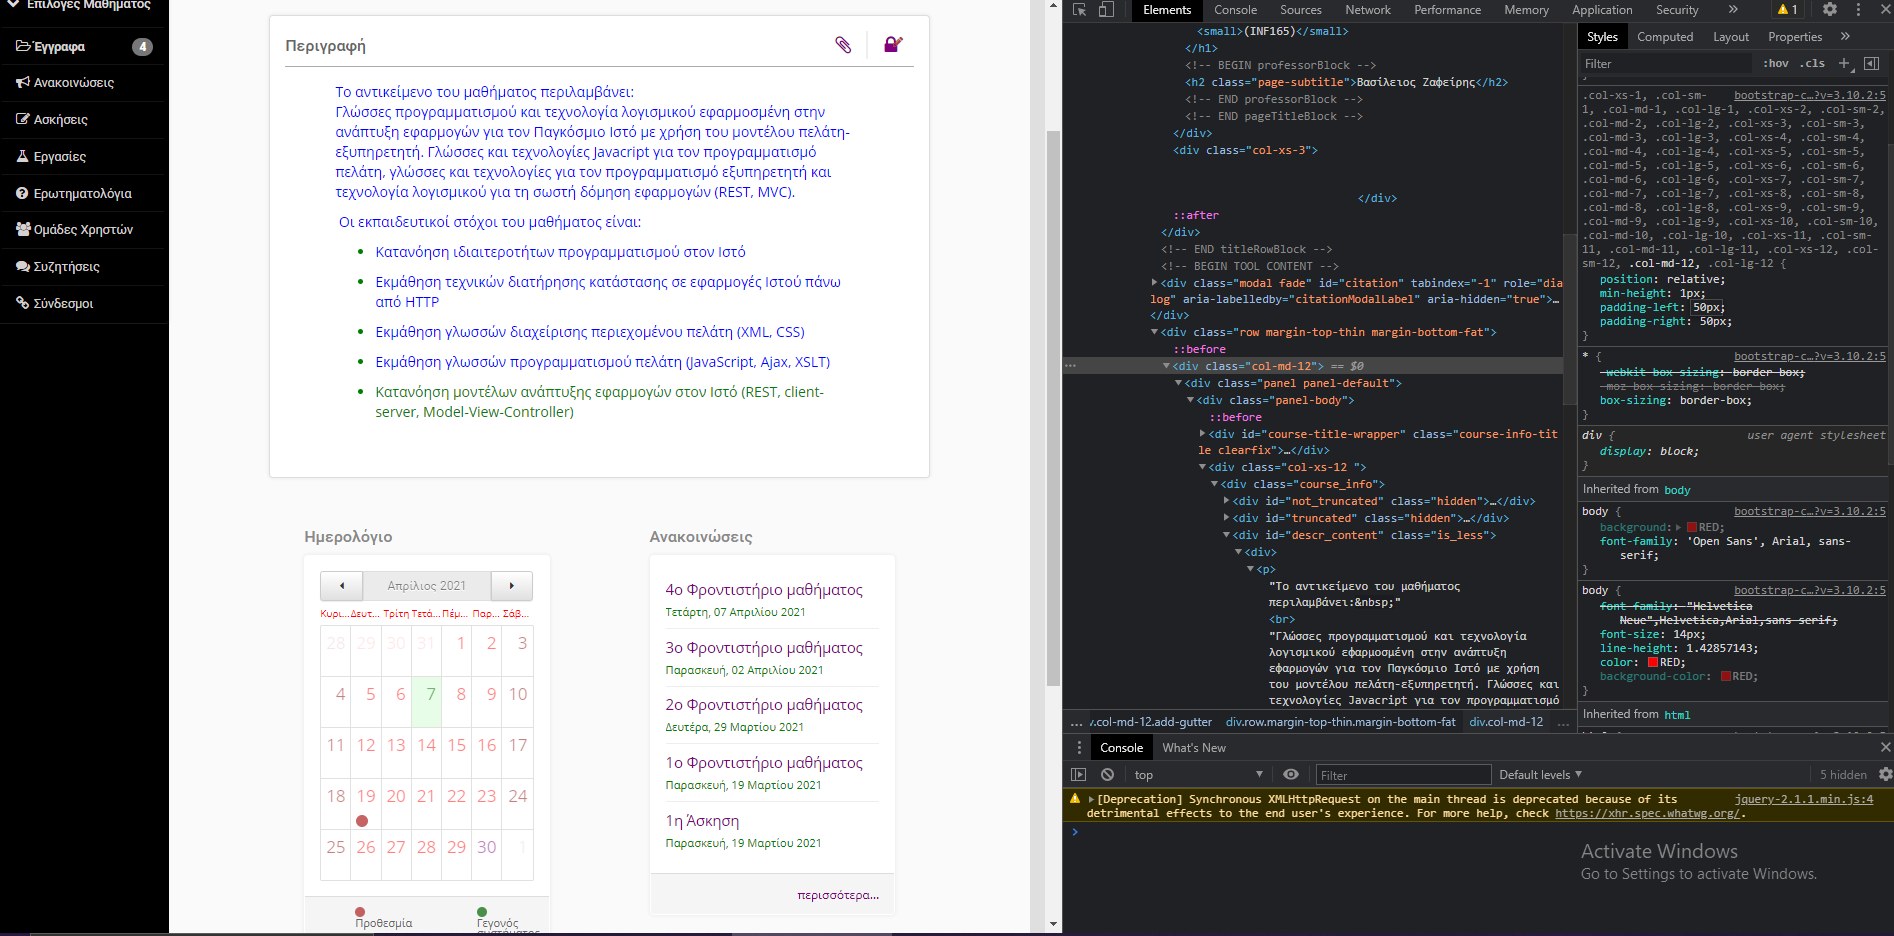 Επιλογές Μαθήματος
Έγγραφα 4
Ανακοινώσεις
Ασκήσεις
Εργασίες
Ερωτηματολόγια
Ομάδες Χρηστών
Συζητήσεις
Σύνδεσμοι
Περιγραφή
Το αντικείμενο του μαθήματος περιλαμβάνει:
Γλώσσες προγραμματισμού και τεχνολογία λογισμικού εφαρμοσμένη στην
ανάπτυξη εφαρμογών για τον Παγκόσμιο Ιστό με χρήση του μοντέλου πελάτη-
εξυπηρετητή. Γλώσσες και τεχνολογίες Javacript για τον προγραμματισμό
πελάτη, γλώσσες και τεχνολογίες για τον προγραμματισμό εξυπηρετητή και
τεχνολογία λογισμικού για τη σωστή δόμηση εφαρμογών (REST, MVC).
Οι εκπαιδευτικοί στόχοι του μαθήματος είναι:
• Κατανόηση ιδιαιτεροτήτων προγραμματισμού στον Ιστό
• Εκμάθηση τεχνικών διατήρησης κατάστασης σε εφαρμογές Ιστού πάνω
από HTTP
• Εκμάθηση γλωσσών διαχείρισης περιεχομένου πελάτη (XML, CSS)
• Εκμάθηση γλωσσών προγραμματισμού πελάτη (JavaScript, Ajax, XSLT)
• Κατανόηση μοντέλων ανάπτυξης εφαρμογών στον Ιστό (REST, client-
server, Model-View-Controller)
Ημερολόγιο
Απρίλιος 2021
Κυρι... Δευτ... Τρίτη Τετά... Πέμ... Παρ... Σάβ...
28 29 30 31 1 2 3
4 5 6 7 8 9 10
11 12 13 14 15 16 17
18 19 20 21 22 23 24
25 26 27 28 29 30 1
Προθεσμία Γεγονός
συστήματος
Ανακοινώσεις
4ο Φροντιστήριο μαθήματος
Τετάρτη, 07 Απριλίου 2021
3ο Φροντιστήριο μαθήματος
Παρασκευή, 02 Απριλίου 2021
2ο Φροντιστήριο μαθήματος
Δευτέρα, 29 Μαρτίου 2021
1ο Φροντιστήριο μαθήματος
Παρασκευή, 19 Μαρτίου 2021
1η Άσκηση
Παρασκευή, 19 Μαρτίου 2021
περισσότερα...
Elements Console Sources Network Performance Memory Application Security » 1
<small>(INF165)</small>
</h1>
<!-- BEGIN professorBlock -->
<h2 class="page-subtitle">Βασίλειος Ζαφείρης</h2>
<!-- END professorBlock -->
<!-- END pageTitleBlock -->
</div>
<div class="col-xs-3">
</div>
::after
</div>
<!-- END titleRowBlock -->
<!-- BEGIN TOOL CONTENT -->
<div class="modal fade" id="citation" tabindex="-1" role="dia
log" aria-labelledby="citationModalLabel" aria-hidden="true">…
</div>
<div class="row margin-top-thin margin-bottom-fat">
::before
<div class="col-md-12"> == $0
<div class="panel panel-default">
<div class="panel-body">
::before
<div id="course-title-wrapper" class="course-info-tit
le clearfix">…</div>
<div class="col-xs-12 ">
<div class="course_info">
<div id="not_truncated" class="hidden">…</div>
<div id="truncated" class="hidden">…</div>
<div id="descr_content" class="is_less">
<div>
<p>
"Το αντικείμενο του μαθήματος
περιλαμβάνει:&nbsp;"
<br>
"Γλώσσες προγραμματισμού και τεχνολογία
λογισμικού εφαρμοσμένη στην ανάπτυξη
εφαρμογών για τον Παγκόσμιο Ιστό με χρήση
του μοντέλου πελάτη-εξυπηρετητή. Γλώσσες και
τεχνολογίες Javacript για τον προγραμματισμό
... v.col-md-12.add-gutter div.row.margin-top-thin.margin-bottom-fat div.col-md-12 ...
Styles Computed Layout Properties »
Filter :hov .cls +
}
.col-xs-1, .col-sm- bootstrap-c…?v=3.10.2:5
1, .col-md-1, .col-lg-1, .col-xs-2, .col-sm-2,
.col-md-2, .col-lg-2, .col-xs-3, .col-sm-3,
.col-md-3, .col-lg-3, .col-xs-4, .col-sm-4,
.col-md-4, .col-lg-4, .col-xs-5, .col-sm-5,
.col-md-5, .col-lg-5, .col-xs-6, .col-sm-6,
.col-md-6, .col-lg-6, .col-xs-7, .col-sm-7,
.col-md-7, .col-lg-7, .col-xs-8, .col-sm-8,
.col-md-8, .col-lg-8, .col-xs-9, .col-sm-9,
.col-md-9, .col-lg-9, .col-xs-10, .col-sm-10,
.col-md-10, .col-lg-10, .col-xs-11, .col-sm-
11, .col-md-11, .col-lg-11, .col-xs-12, .col-
sm-12, .col-md-12, .col-lg-12 {
position: relative;
min-height: 1px;
padding-left: 50px;
padding-right: 50px;
}
* { bootstrap-c…?v=3.10.2:5
-webkit-box-sizing: border-box;
-moz-box-sizing: border-box;
box-sizing: border-box;
}
div { user agent stylesheet
display: block;
}
Inherited from body
body { bootstrap-c…?v=3.10.2:5
background: RED;
font-family: 'Open Sans', Arial, sans-
serif;
}
body { bootstrap-c…?v=3.10.2:5
font-family: "Helvetica
Neue",Helvetica,Arial,sans-serif;
font-size: 14px;
line-height: 1.42857143;
color: RED;
background-color: RED;
}
Inherited from html
Console What's New
top Filter Default levels 5 hidden
[Deprecation] Synchronous XMLHttpRequest on the main thread is deprecated because of its jquery-2.1.1.min.js:4
detrimental effects to the end user's experience. For more help, check https://xhr.spec.whatwg.org/.
Activate Windows
Go to Settings to activate Windows.